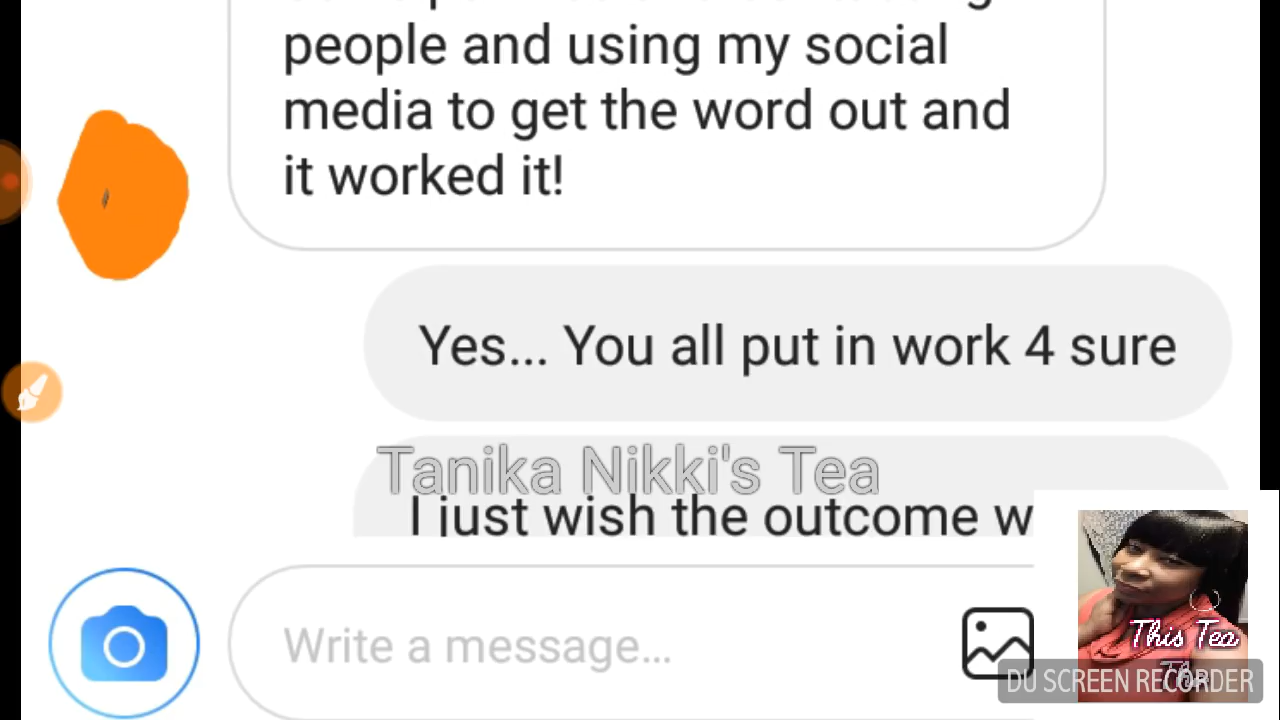 people and using my social
media to get the word out and
it worked it!
Yes... You all put in work 4 sure
Tanika Nikki's Tea
I just wish the outcome w
Write a message...
This Tea
DU SCREEN RECORDER